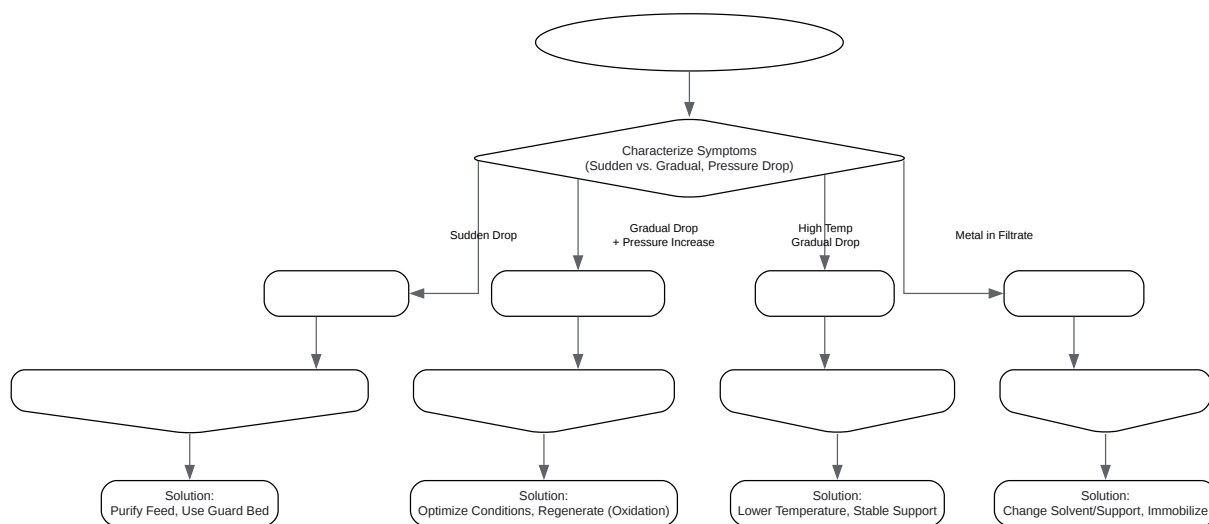 Characterize Symptoms
(Sudden vs. Gradual, Pressure Drop)
Sudden Drop
Gradual Drop
+ Pressure Increase
High Temp
Gradual Drop
Metal in Filtrate
Solution:
Purify Feed, Use Guard Bed
Solution:
Optimize Conditions, Regenerate (Oxidation)
Solution:
Lower Temperature, Stable Support
Solution:
Change Solvent/Support, Immobilize